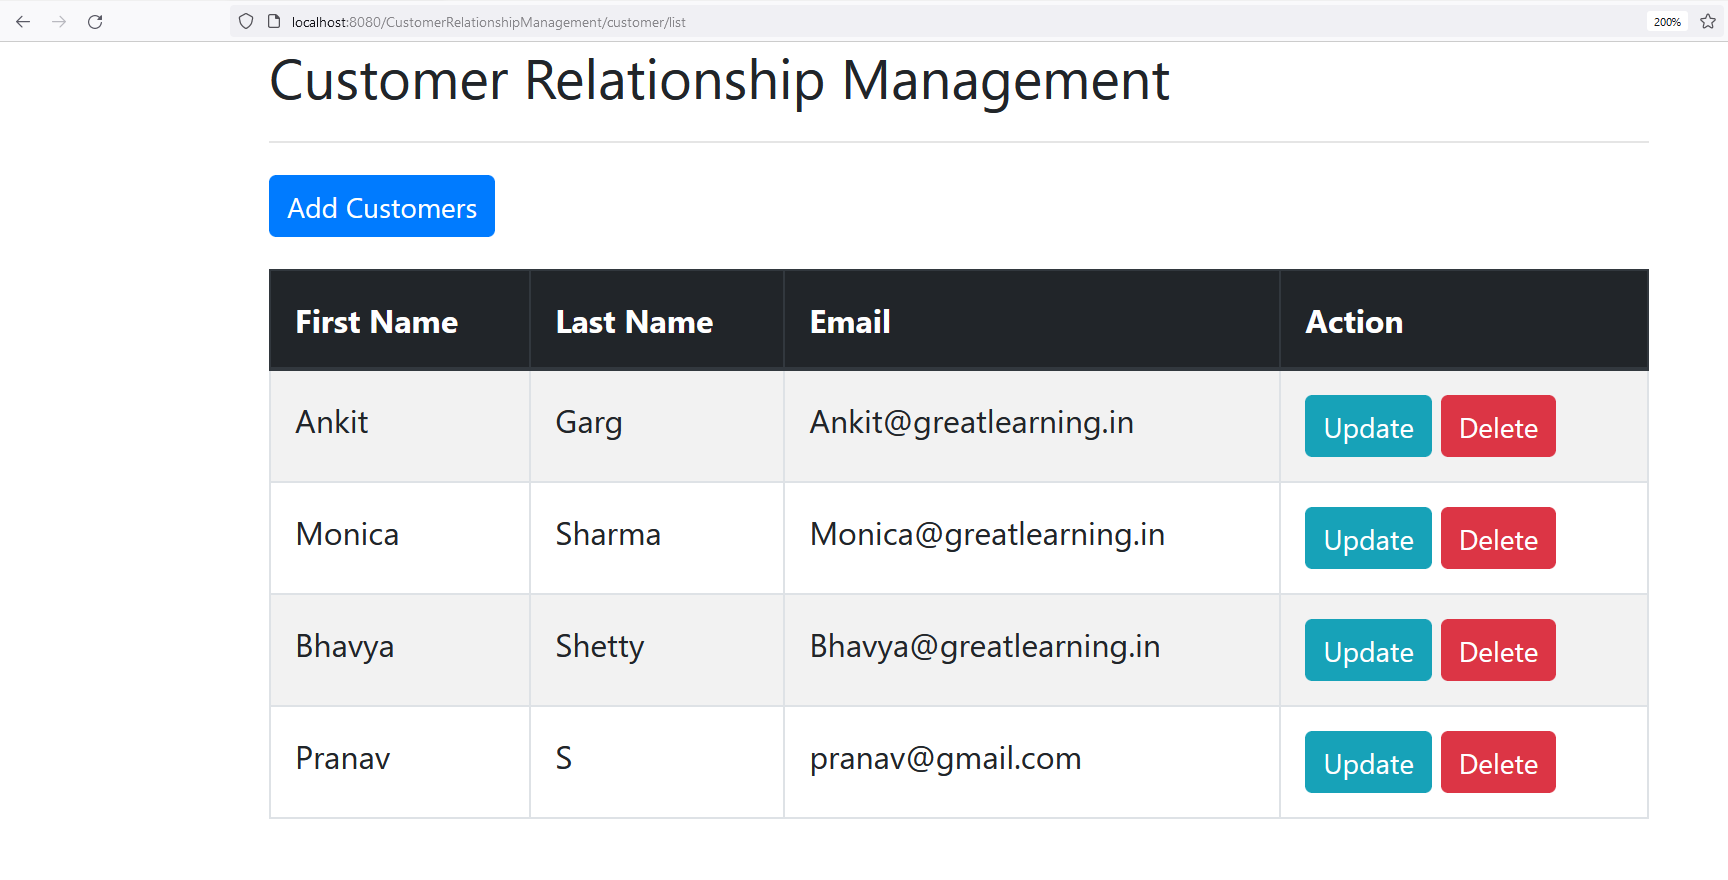 localhost:8080/CustomerRelationshipManagement/customer/list 200%
Customer Relationship Management
Add Customers
First Name Last Name Email Action
Ankit Garg Ankit@greatlearning.in Update Delete
Monica Sharma Monica@greatlearning.in Update Delete
Bhavya Shetty Bhavya@greatlearning.in Update Delete
Pranav S pranav@gmail.com Update Delete